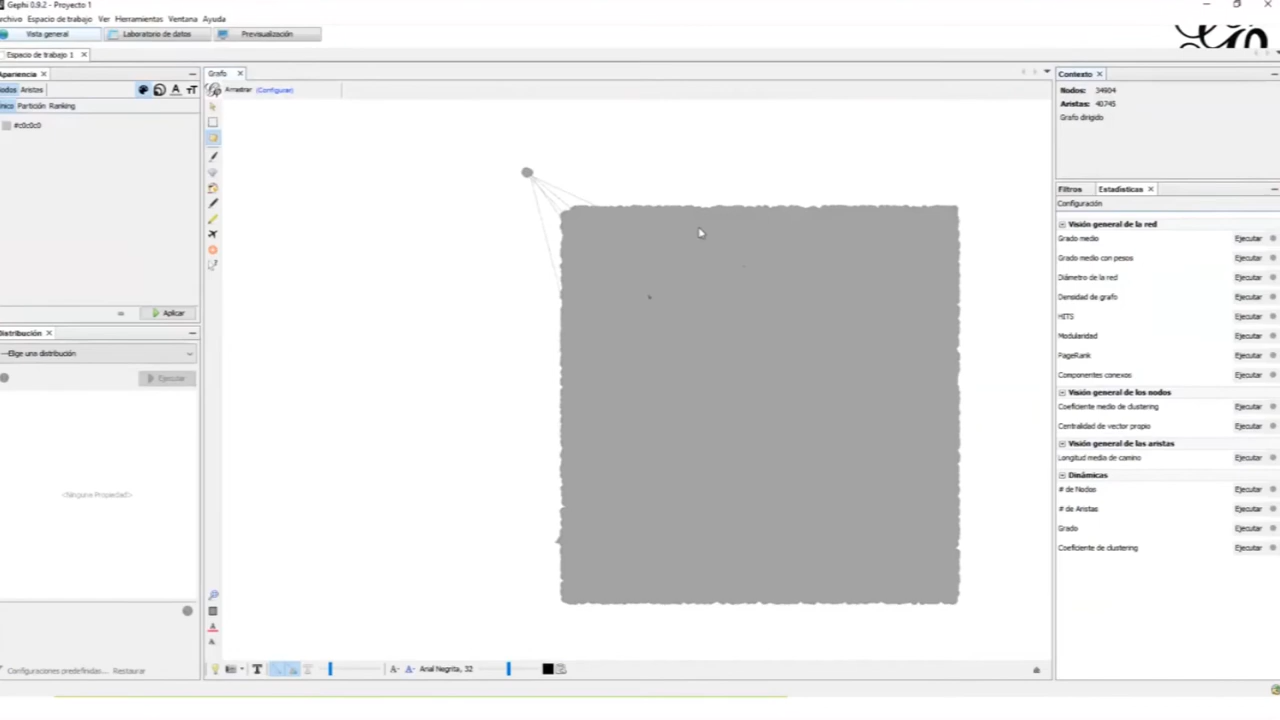 Gephi 0.9.2 - Proyecto 1
rchivo Espacio de trabajo Ver Herramientas Ventana Ayuda
Vista general Laboratorio de datos Previsualización
Espacio de trabajo 1
Apariencia
Nodos Aristas
Único Partición Ranking
#c0c0c0
Aplicar
Distribución
---Elige una distribución
Ejecutar
<Ninguna Propiedad>
Configuraciones predefinidas... Restaurar
Grafo
Arrastrar (Configurar)
Arial Negrita, 32
Contexto
Nodos: 34904
Aristas: 40745
Grafo dirigido
Filtros Estadísticas
Configuración
Visión general de la red
Grado medio Ejecutar
Grado medio con pesos Ejecutar
Diámetro de la red Ejecutar
Densidad de grafo Ejecutar
HITS Ejecutar
Modularidad Ejecutar
PageRank Ejecutar
Componentes conexos Ejecutar
Visión general de los nodos
Coeficiente medio de clustering Ejecutar
Centralidad de vector propio Ejecutar
Visión general de las aristas
Longitud media de camino Ejecutar
Dinámicas
# de Nodos Ejecutar
# de Aristas Ejecutar
Grado Ejecutar
Coeficiente de clustering Ejecutar